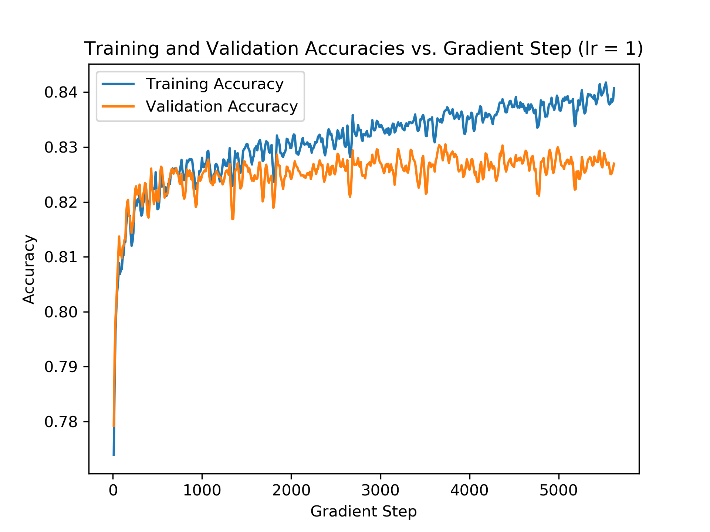 Training and Validation Accuracies vs. Gradient Step (lr = 1)
Training Accuracy
Validation Accuracy
0.84
0.83
0.82
0.81
0.80
0.79
0.78
Accuracy
0 1000 2000 3000 4000 5000
Gradient Step